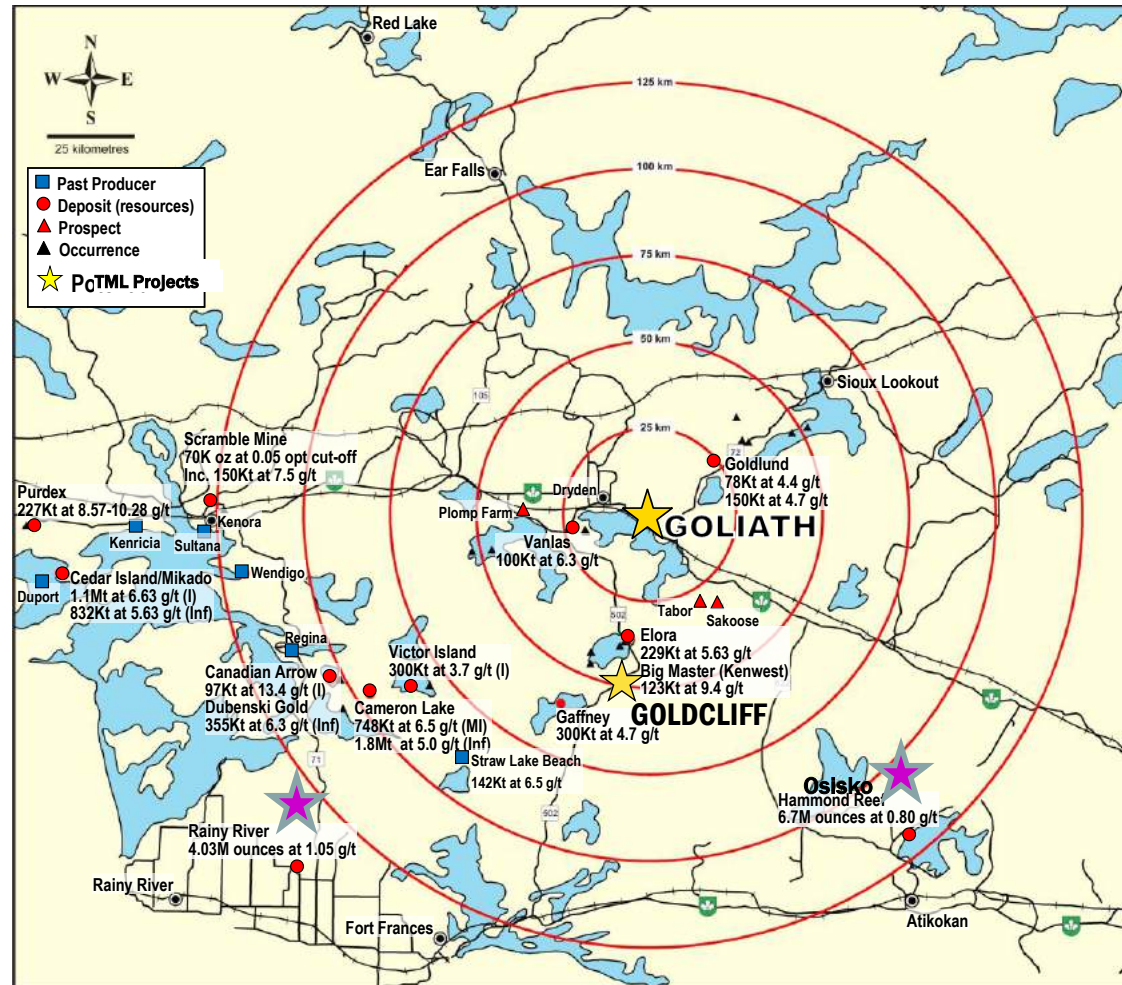 Red Lake
N
W E
S
25 kilometres
125 km
Past Producer
Deposit (resources)
Prospect
Occurrence
TML Projects
Ear Falls
100 km
75 km
50 km
105
Sioux Lookout
25 km
72
Scramble Mine
70K oz at 0.05 opt cut-off
Inc. 150Kt at 7.5 g/t
Goldlund
78Kt at 4.4 g/t
150Kt at 4.7 g/t
Purdex
227Kt at 8.57-10.28 g/t
Kenora
Kenricia
Sultana
Dryden
Plomp Farm
GOLIATH
Vanlas
100Kt at 6.3 g/t
Wendigo
Duport
Cedar Island/Mikado
1.1Mt at 6.63 g/t (I)
832Kt at 5.63 g/t (Inf)
502
Tabor
Sakoose
Regina
Elora
229Kt at 5.63 g/t
Big Master (Kenwest)
123Kt at 9.4 g/t
Victor Island
300Kt at 3.7 g/t (I)
Canadian Arrow
97Kt at 13.4 g/t (I)
Dubenski Gold
355Kt at 6.3 g/t (Inf)
Cameron Lake
748Kt at 6.5 g/t (MI)
1.8Mt at 5.0 g/t (Inf)
GOLDCLIFF
Gaffney
300Kt at 4.7 g/t
71
Straw Lake Beach
142Kt at 6.5 g/t
Osisko
Hammond Reef
6.7M ounces at 0.80 g/t
502
Rainy River
4.03M ounces at 1.05 g/t
Rainy River
Fort Frances
Atikokan